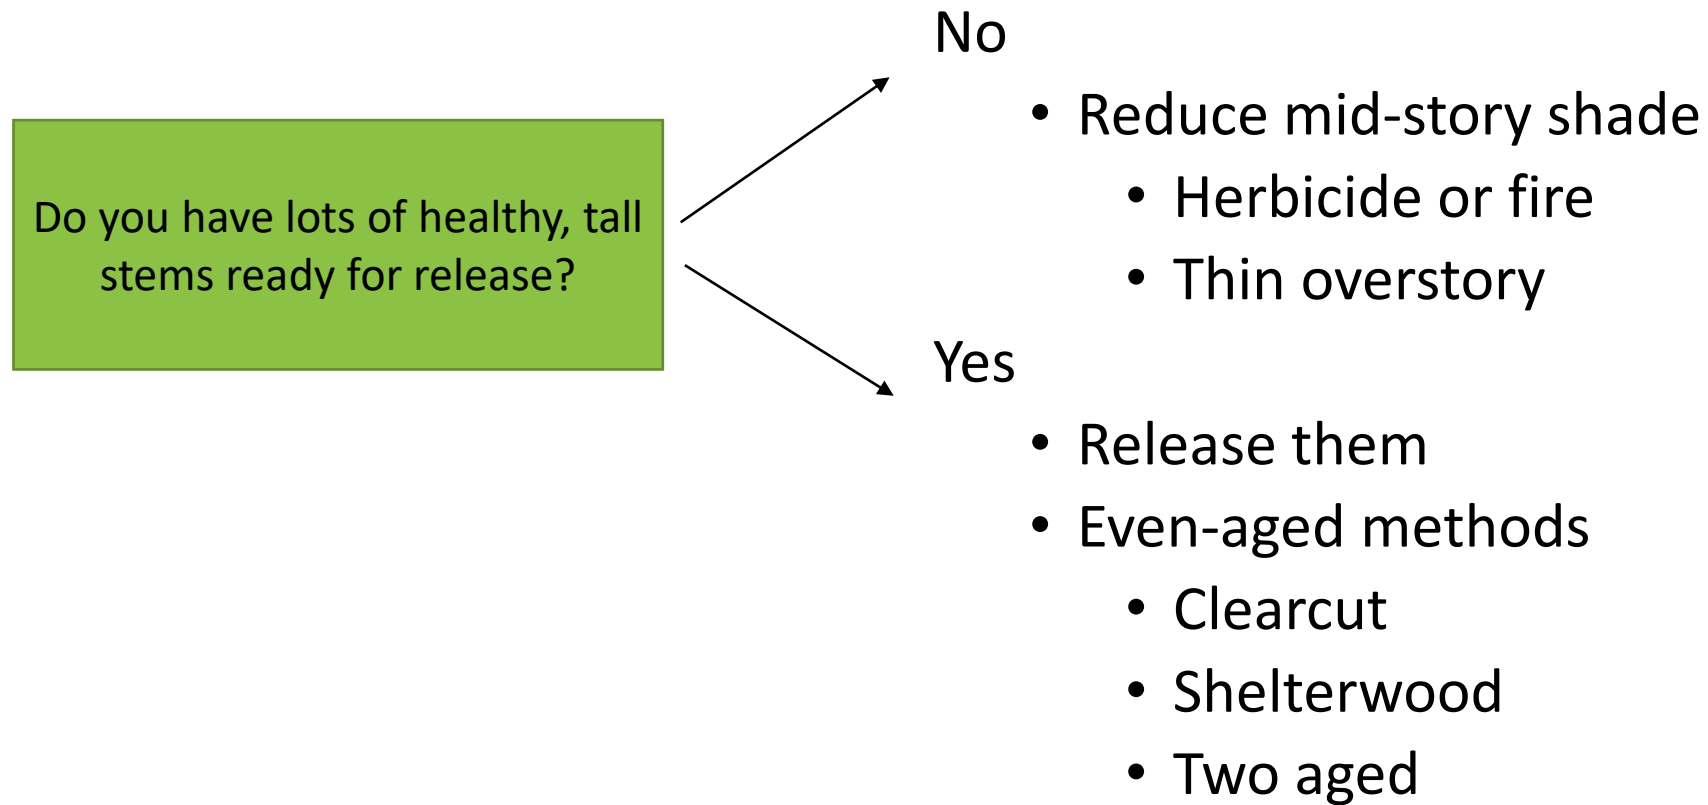 Do you have lots of healthy, tall
stems ready for release?
No
• Reduce mid-story shade
• Herbicide or fire
• Thin overstory
Yes
• Release them
• Even-aged methods
• Clearcut
• Shelterwood
• Two aged